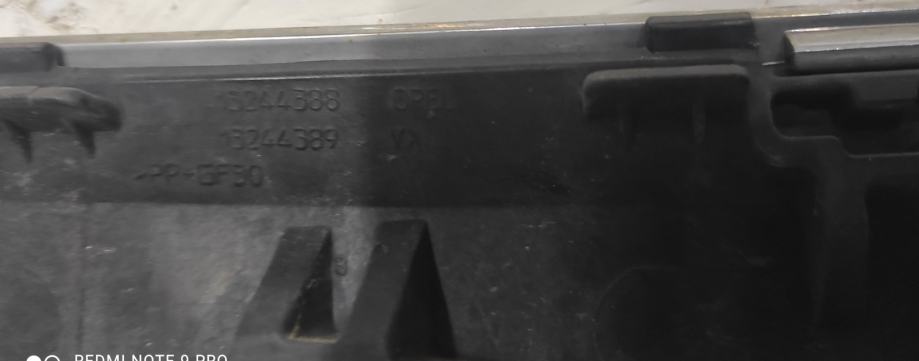 13244388 OPEL
13244389 VX
>PP-GF30
REDMI NOTE 9 PRO